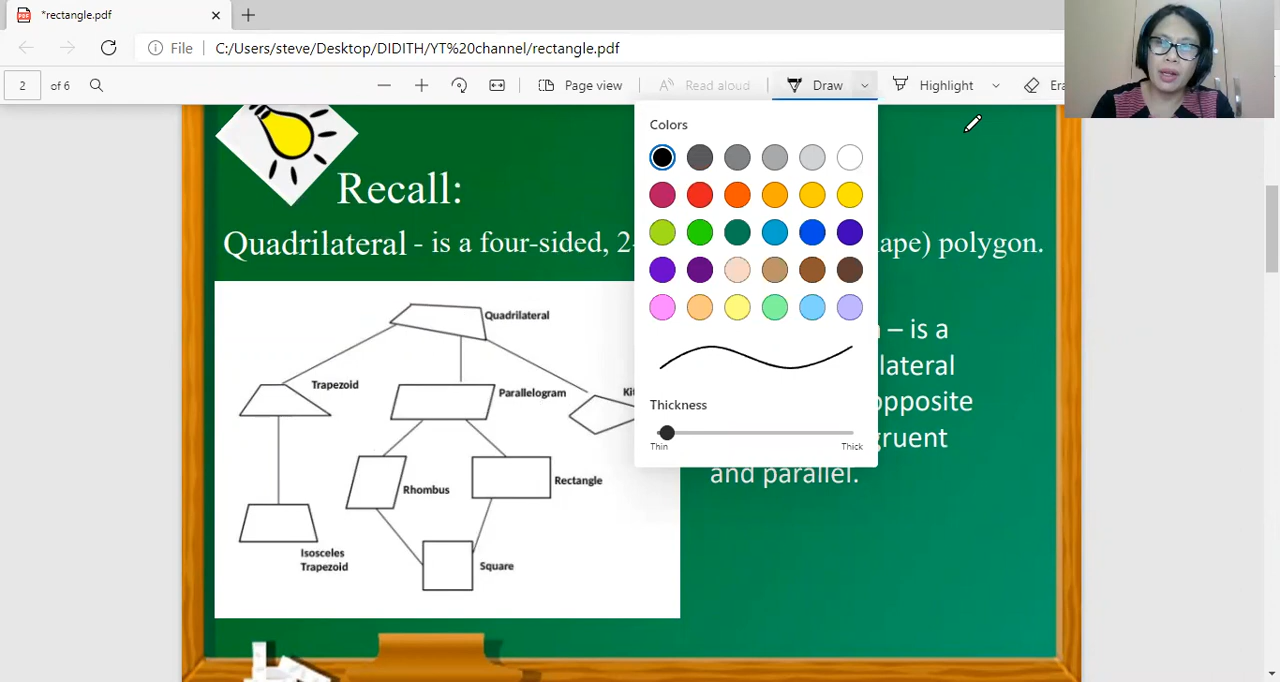 *rectangle.pdf
File C:/Users/steve/Desktop/DIDITH/YT%20channel/rectangle.pdf
2 of 6 Page view Read aloud Draw Highlight
Colors
Thickness
Thin Thick
Recall:
Quadrilateral - is a four-sided, 2- ape) polygon.
– is a
lateral
opposite
gruent
and parallel.
Quadrilateral
Trapezoid
Parallelogram
Rhombus
Rectangle
Isosceles
Trapezoid
Square